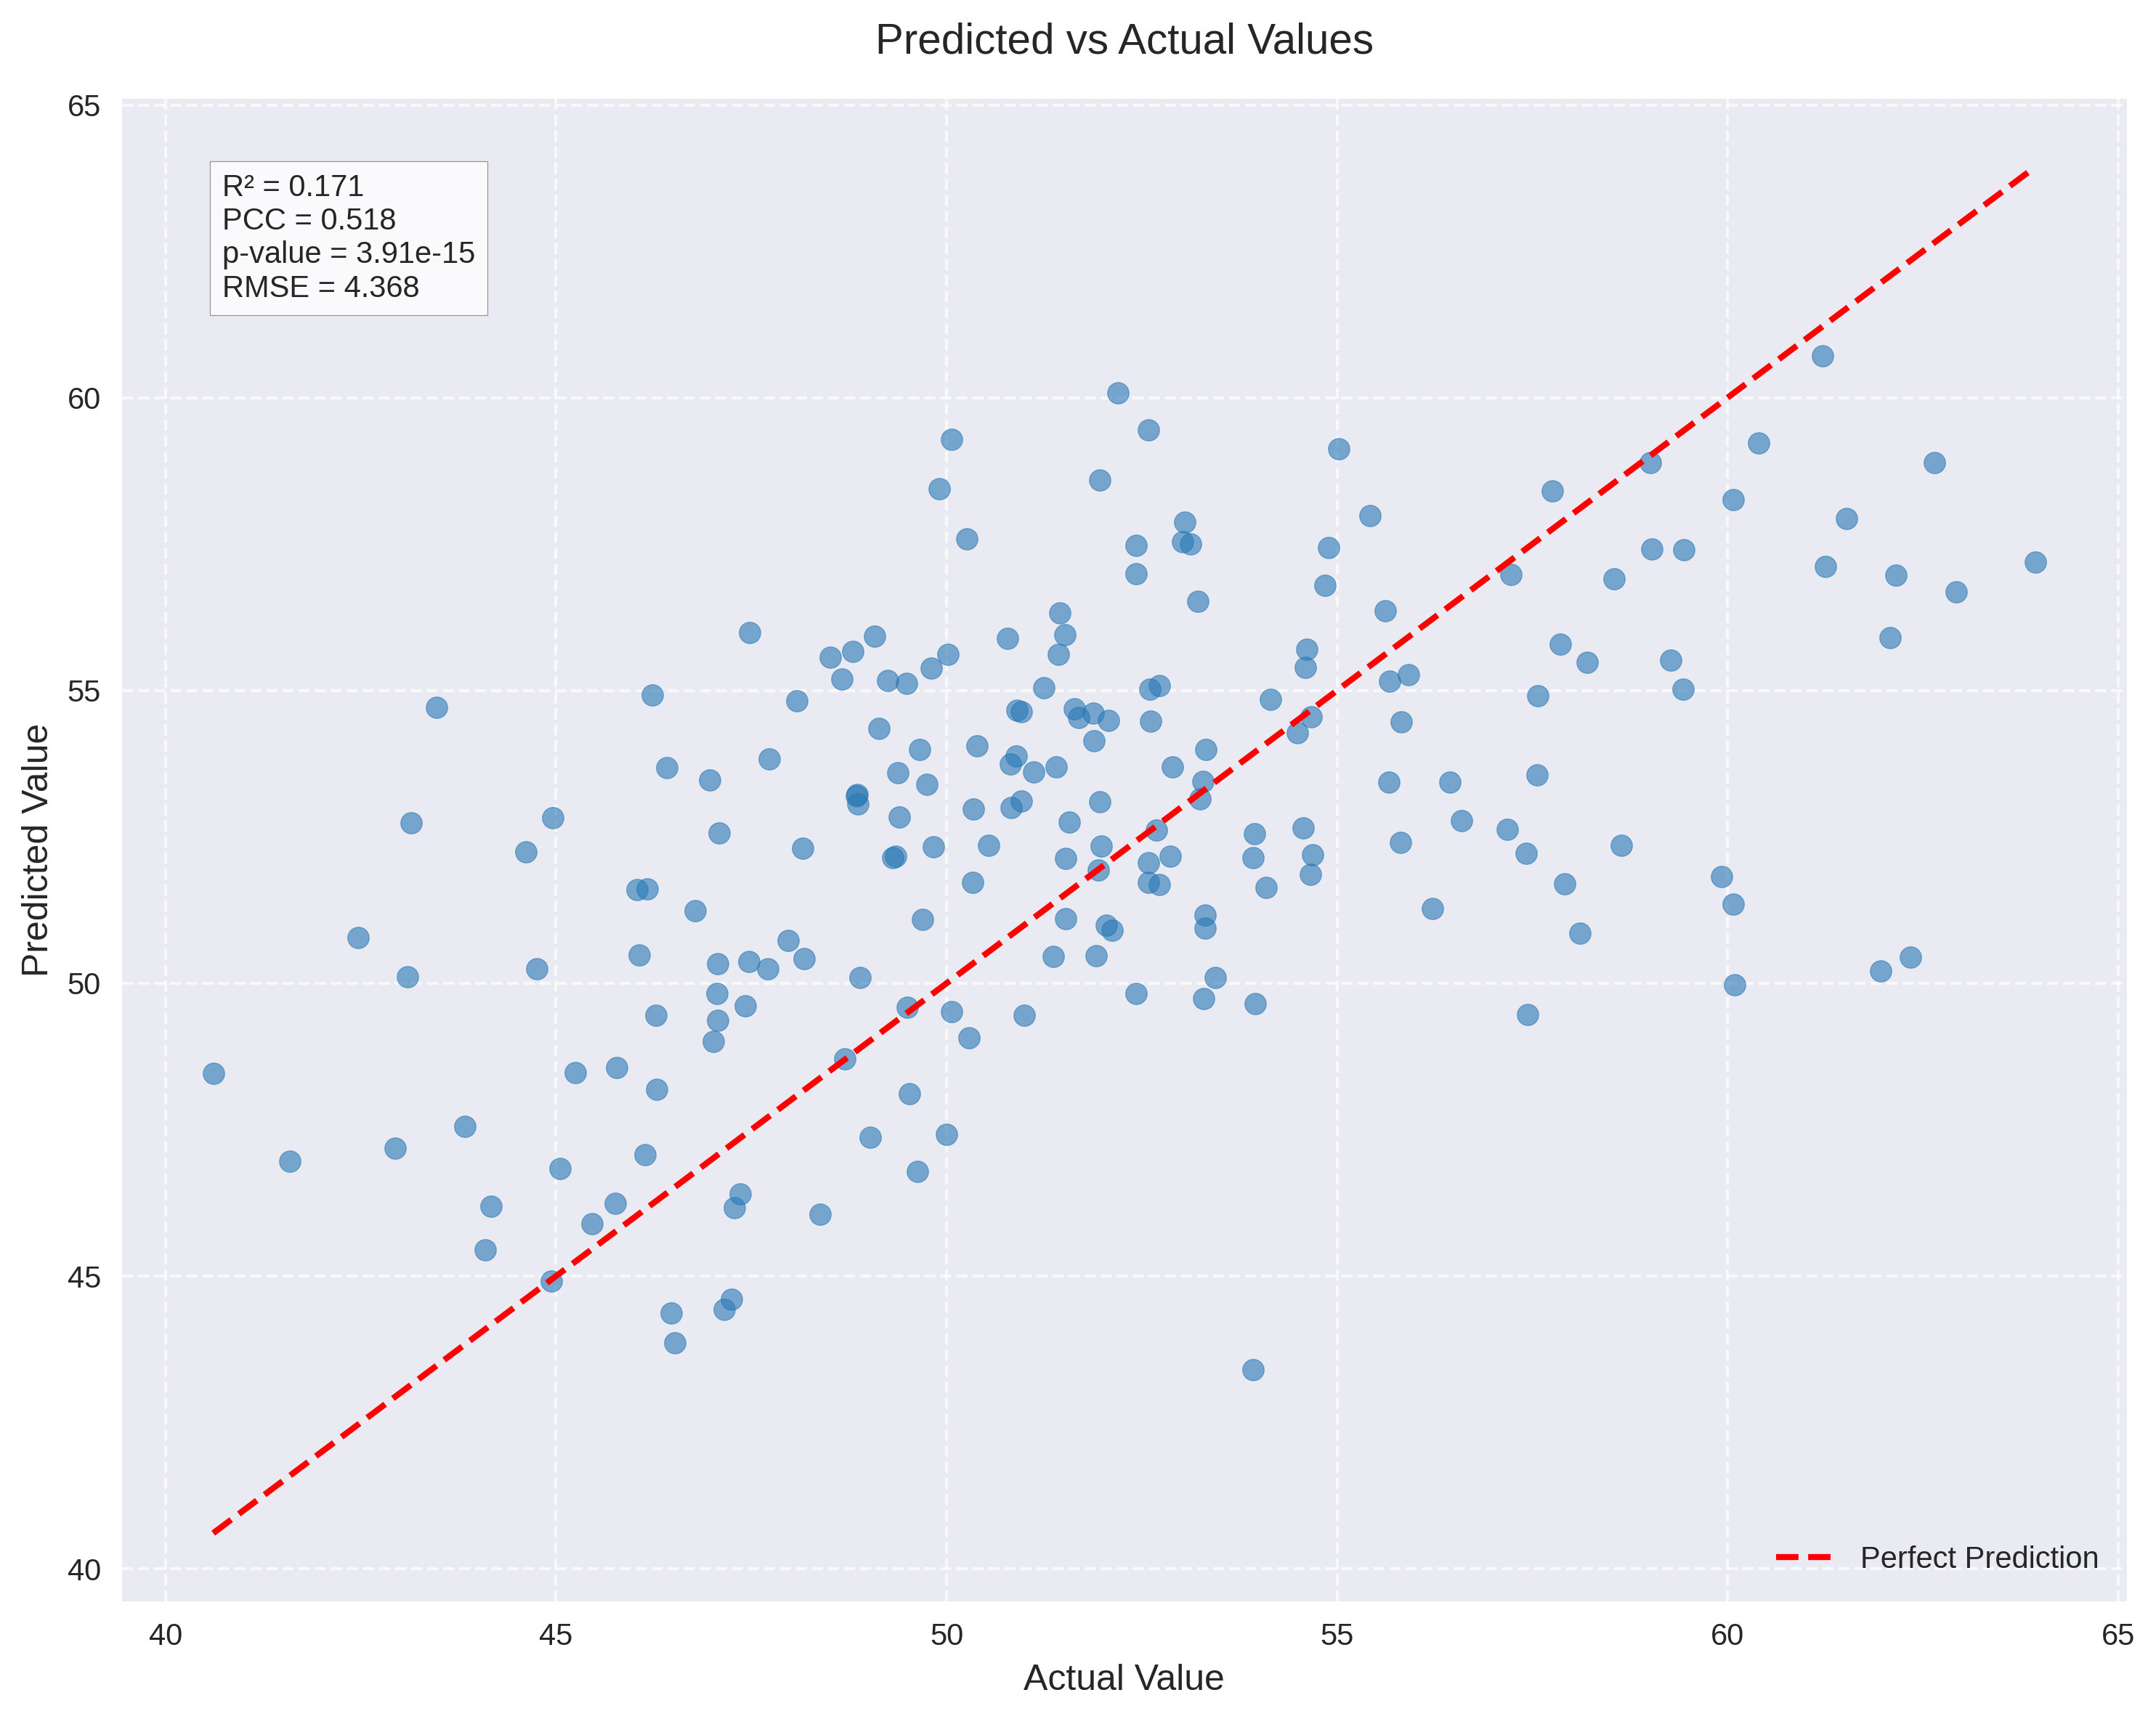 Predicted vs Actual Values
65
60
55
50
45
40
R² = 0.171
PCC = 0.518
p-value = 3.91e-15
RMSE = 4.368
Predicted Value
Perfect Prediction
40 45 50 55 60 65
Actual Value